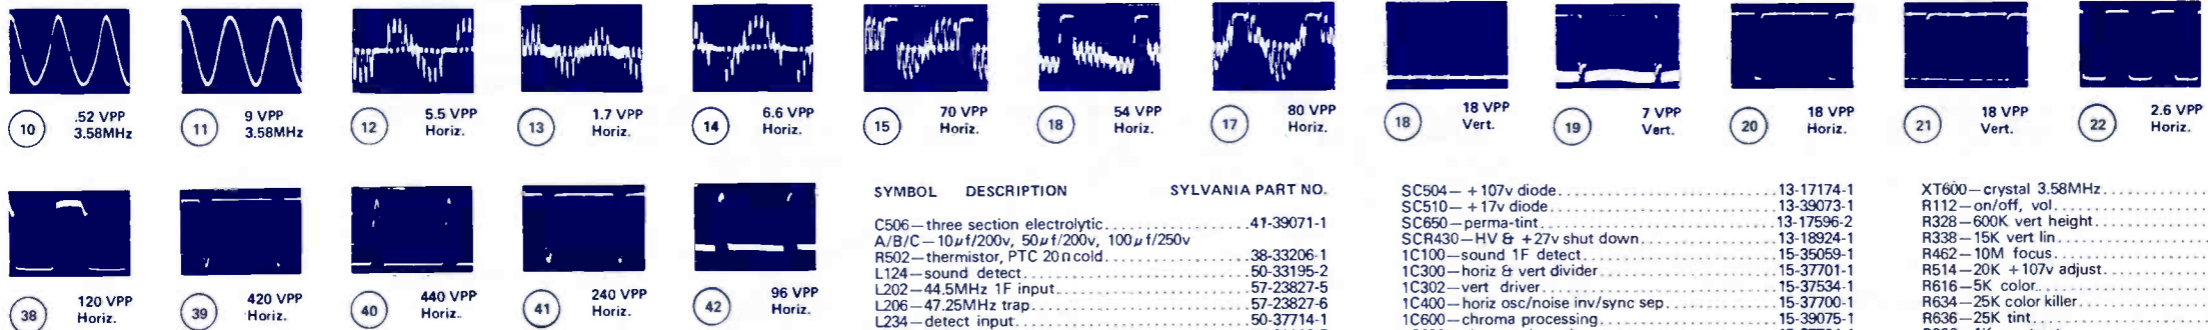 10 .52 VPP 3.58MHz
11 9 VPP 3.58MHz
12 5.5 VPP Horiz.
13 1.7 VPP Horiz.
14 6.6 VPP Horiz.
15 70 VPP Horiz.
18 54 VPP Horiz.
17 80 VPP Horiz.
18 18 VPP Vert.
19 7 VPP Vert.
20 18 VPP Horiz.
21 18 VPP Vert.
22 2.6 VPP Horiz.
38 120 VPP Horiz.
39 420 VPP Horiz.
40 440 VPP Horiz.
41 240 VPP Horiz.
42 96 VPP Horiz.
SYMBOL DESCRIPTION SYLVANIA PART NO.
C506—three section electrolytic.....41-39071-1
A/B/C—10µf/200v, 50µf/200v, 100µf/250v
R502—thermistor, PTC 20Ωcold.....38-33206-1
L124—sound detect.....50-33195-2
L202—44.5MHz 1F input.....57-23827-5
L206—47.25MHz trap.....57-23827-6
L234—detect input.....50-37714-1
SC504— +107v diode.....13-17174-1
SC510— +17v diode.....13-39073-1
SC650—perma-tint.....13-17596-2
SCR430—HV & +27v shut down.....13-18924-1
1C100—sound 1F detect.....15-35059-1
1C300—horiz & vert divider.....15-37701-1
1C302—vert driver.....15-37534-1
1C400—horiz osc/noise inv/sync sep.....15-37700-1
1C600—chroma processing.....15-39075-1
XT600—crystal 3.58MHz.....
R112—on/off, vol.....
R328—600K vert height.....
R338—15K vert lin.....
R462—10M focus.....
R514—20K +107v adjust.....
R616—5K color.....
R634—25K color killer.....
R636—25K tint.....